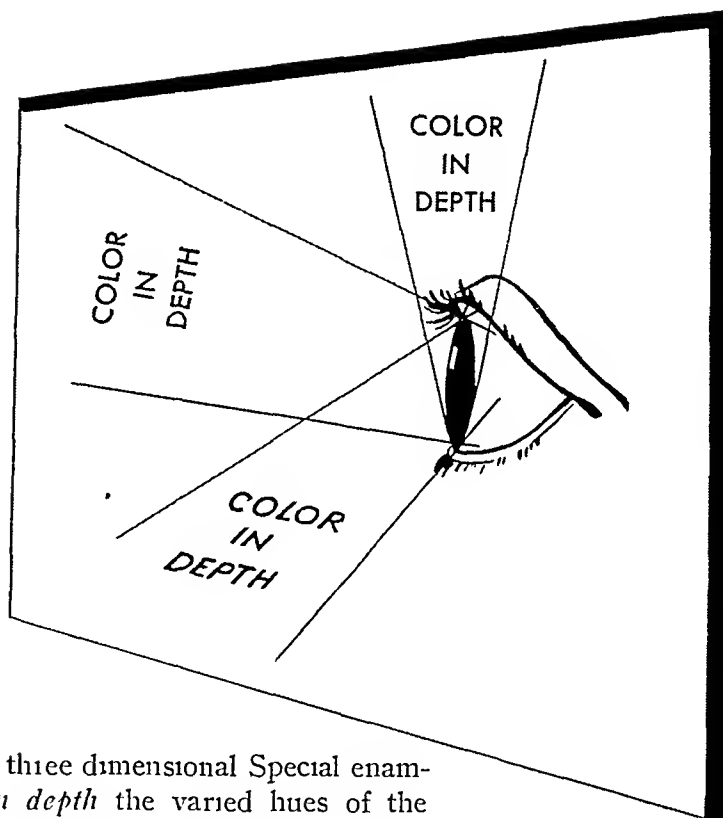 COLOR
IN
DEPTH
COLOR
IN
DEPTH
COLOR
IN
DEPTH
three dimensional Special enam-
depth the varied hues of the